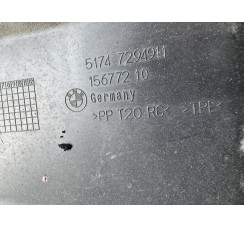 5174 7294911
156772 10
Germany
>PP T20 RC< >TPE<